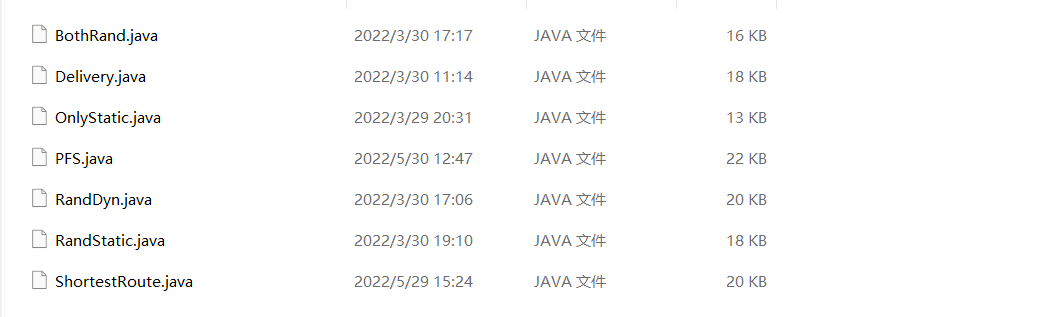 BothRand.java 2022/3/30 17:17 JAVA 文件 16 KB
Delivery.java 2022/3/30 11:14 JAVA 文件 18 KB
OnlyStatic.java 2022/3/29 20:31 JAVA 文件 13 KB
PFS.java 2022/5/30 12:47 JAVA 文件 22 KB
RandDyn.java 2022/3/30 17:06 JAVA 文件 20 KB
RandStatic.java 2022/3/30 19:10 JAVA 文件 18 KB
ShortestRoute.java 2022/5/29 15:24 JAVA 文件 20 KB